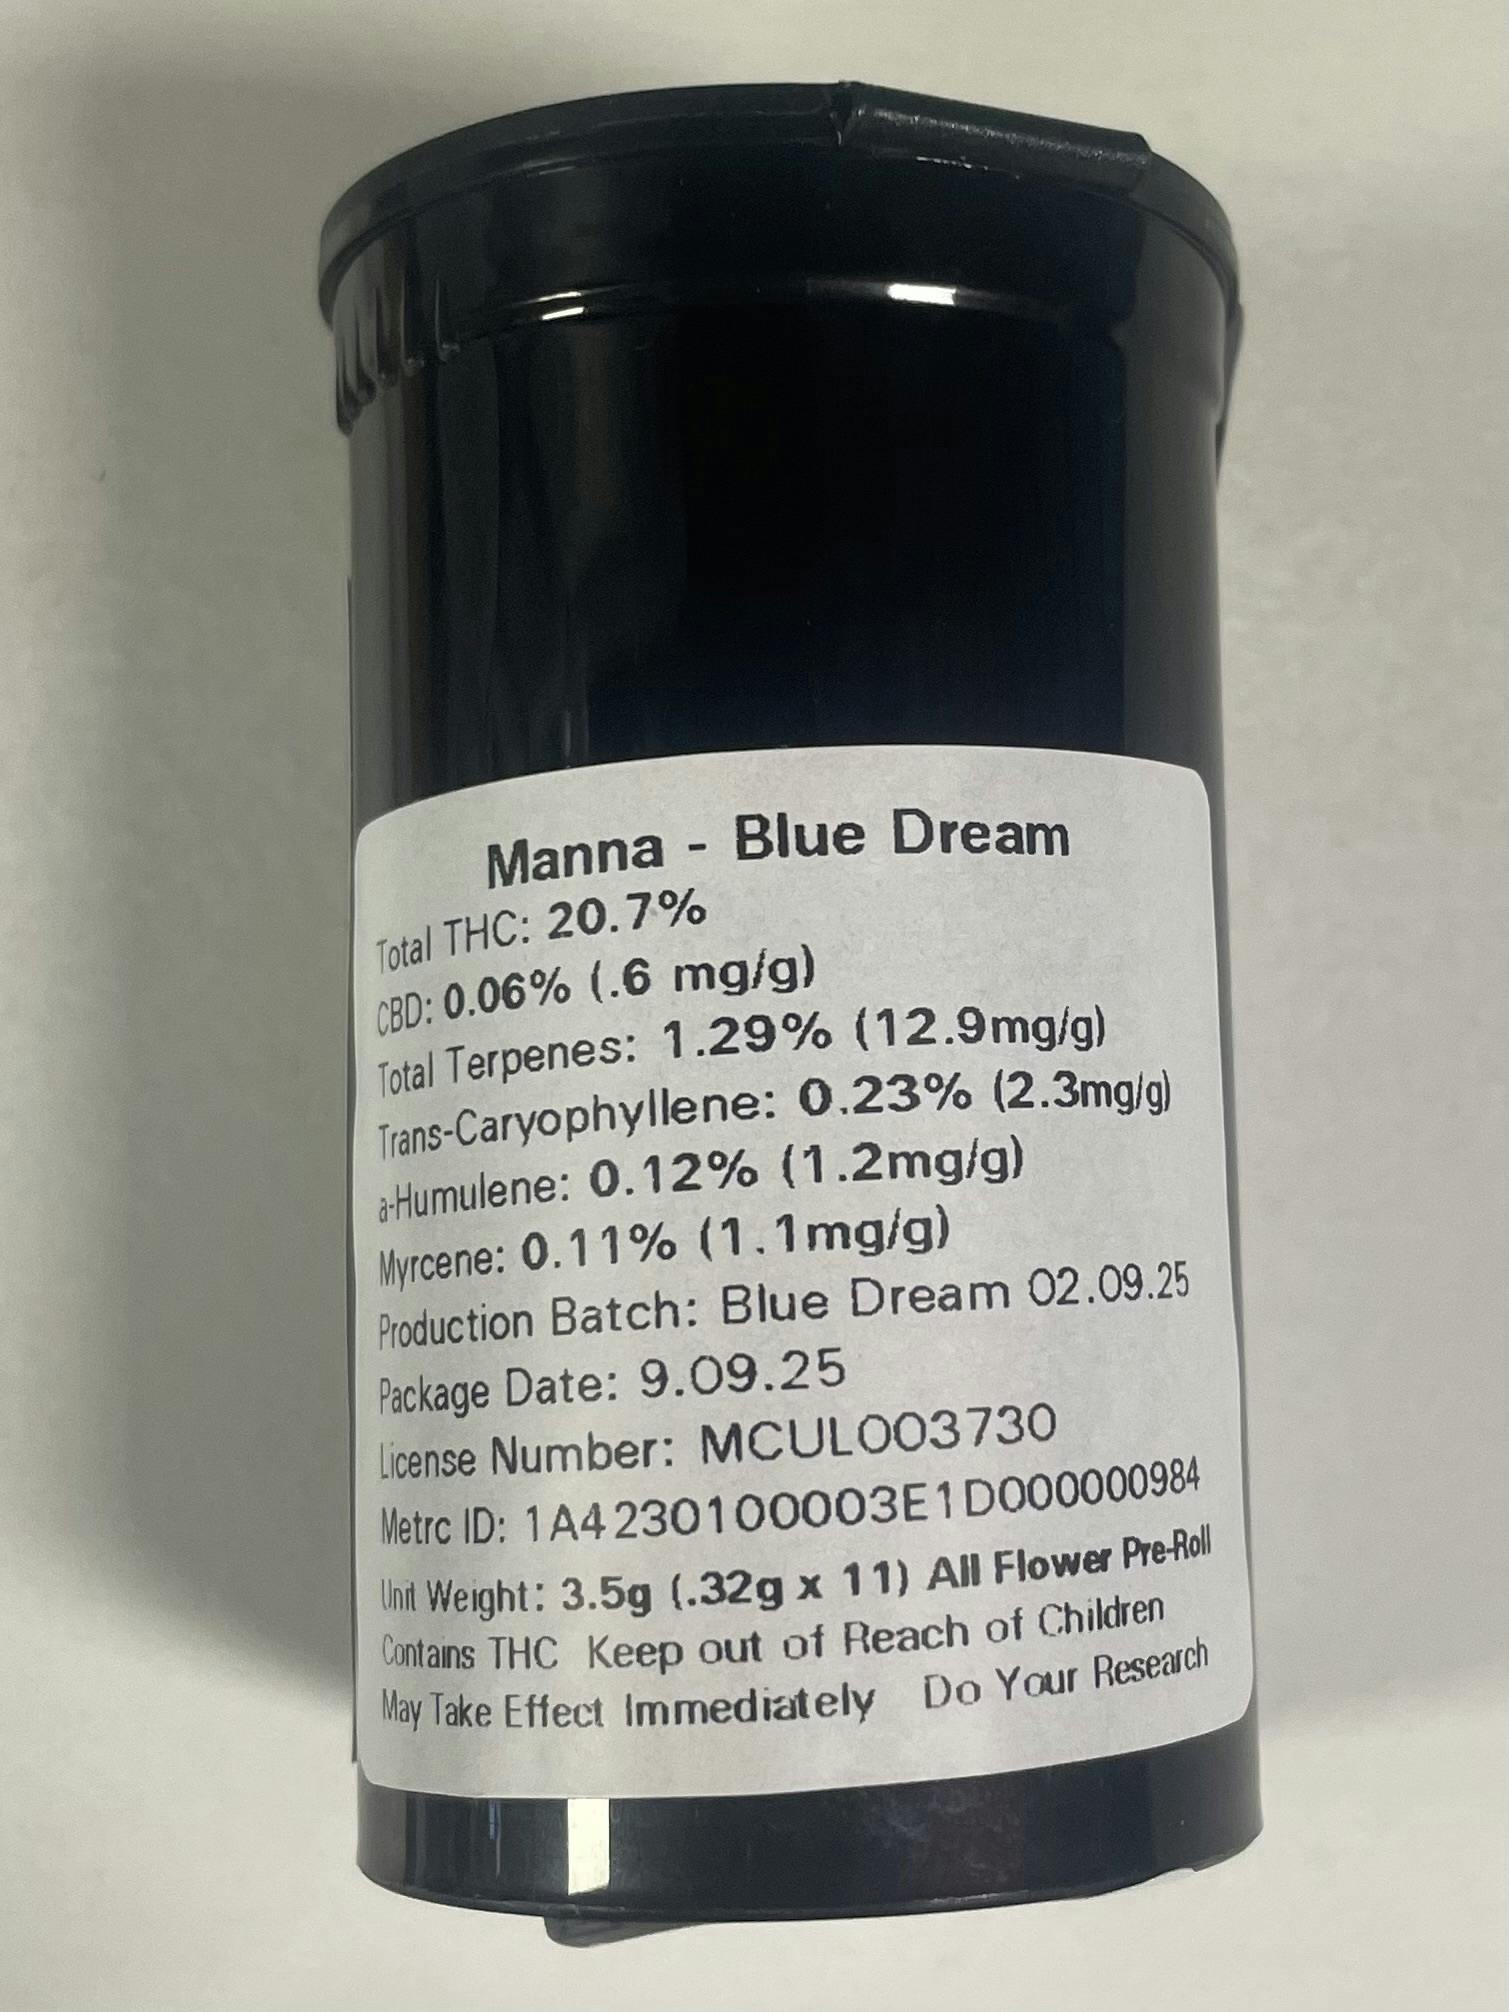 Manna - Blue Dream
Total THC: 20.7%
CBD: 0.06% (.6 mg/g)
Total Terpenes: 1.29% (12.9mg/g)
Trans-Caryophyllene: 0.23% (2.3mg/g)
a-Humulene: 0.12% (1.2mg/g)
Myrcene: 0.11% (1.1mg/g)
Production Batch: Blue Dream 02.09.25
Package Date: 9.09.25
License Number: MCUL003730
Metrc ID: 1A4230100003E1D000000984
Unit Weight: 3.5g (.32g x 11) All Flower Pre-Roll
Contains THC Keep out of Reach of Children
May Take Effect Immediately Do Your Research